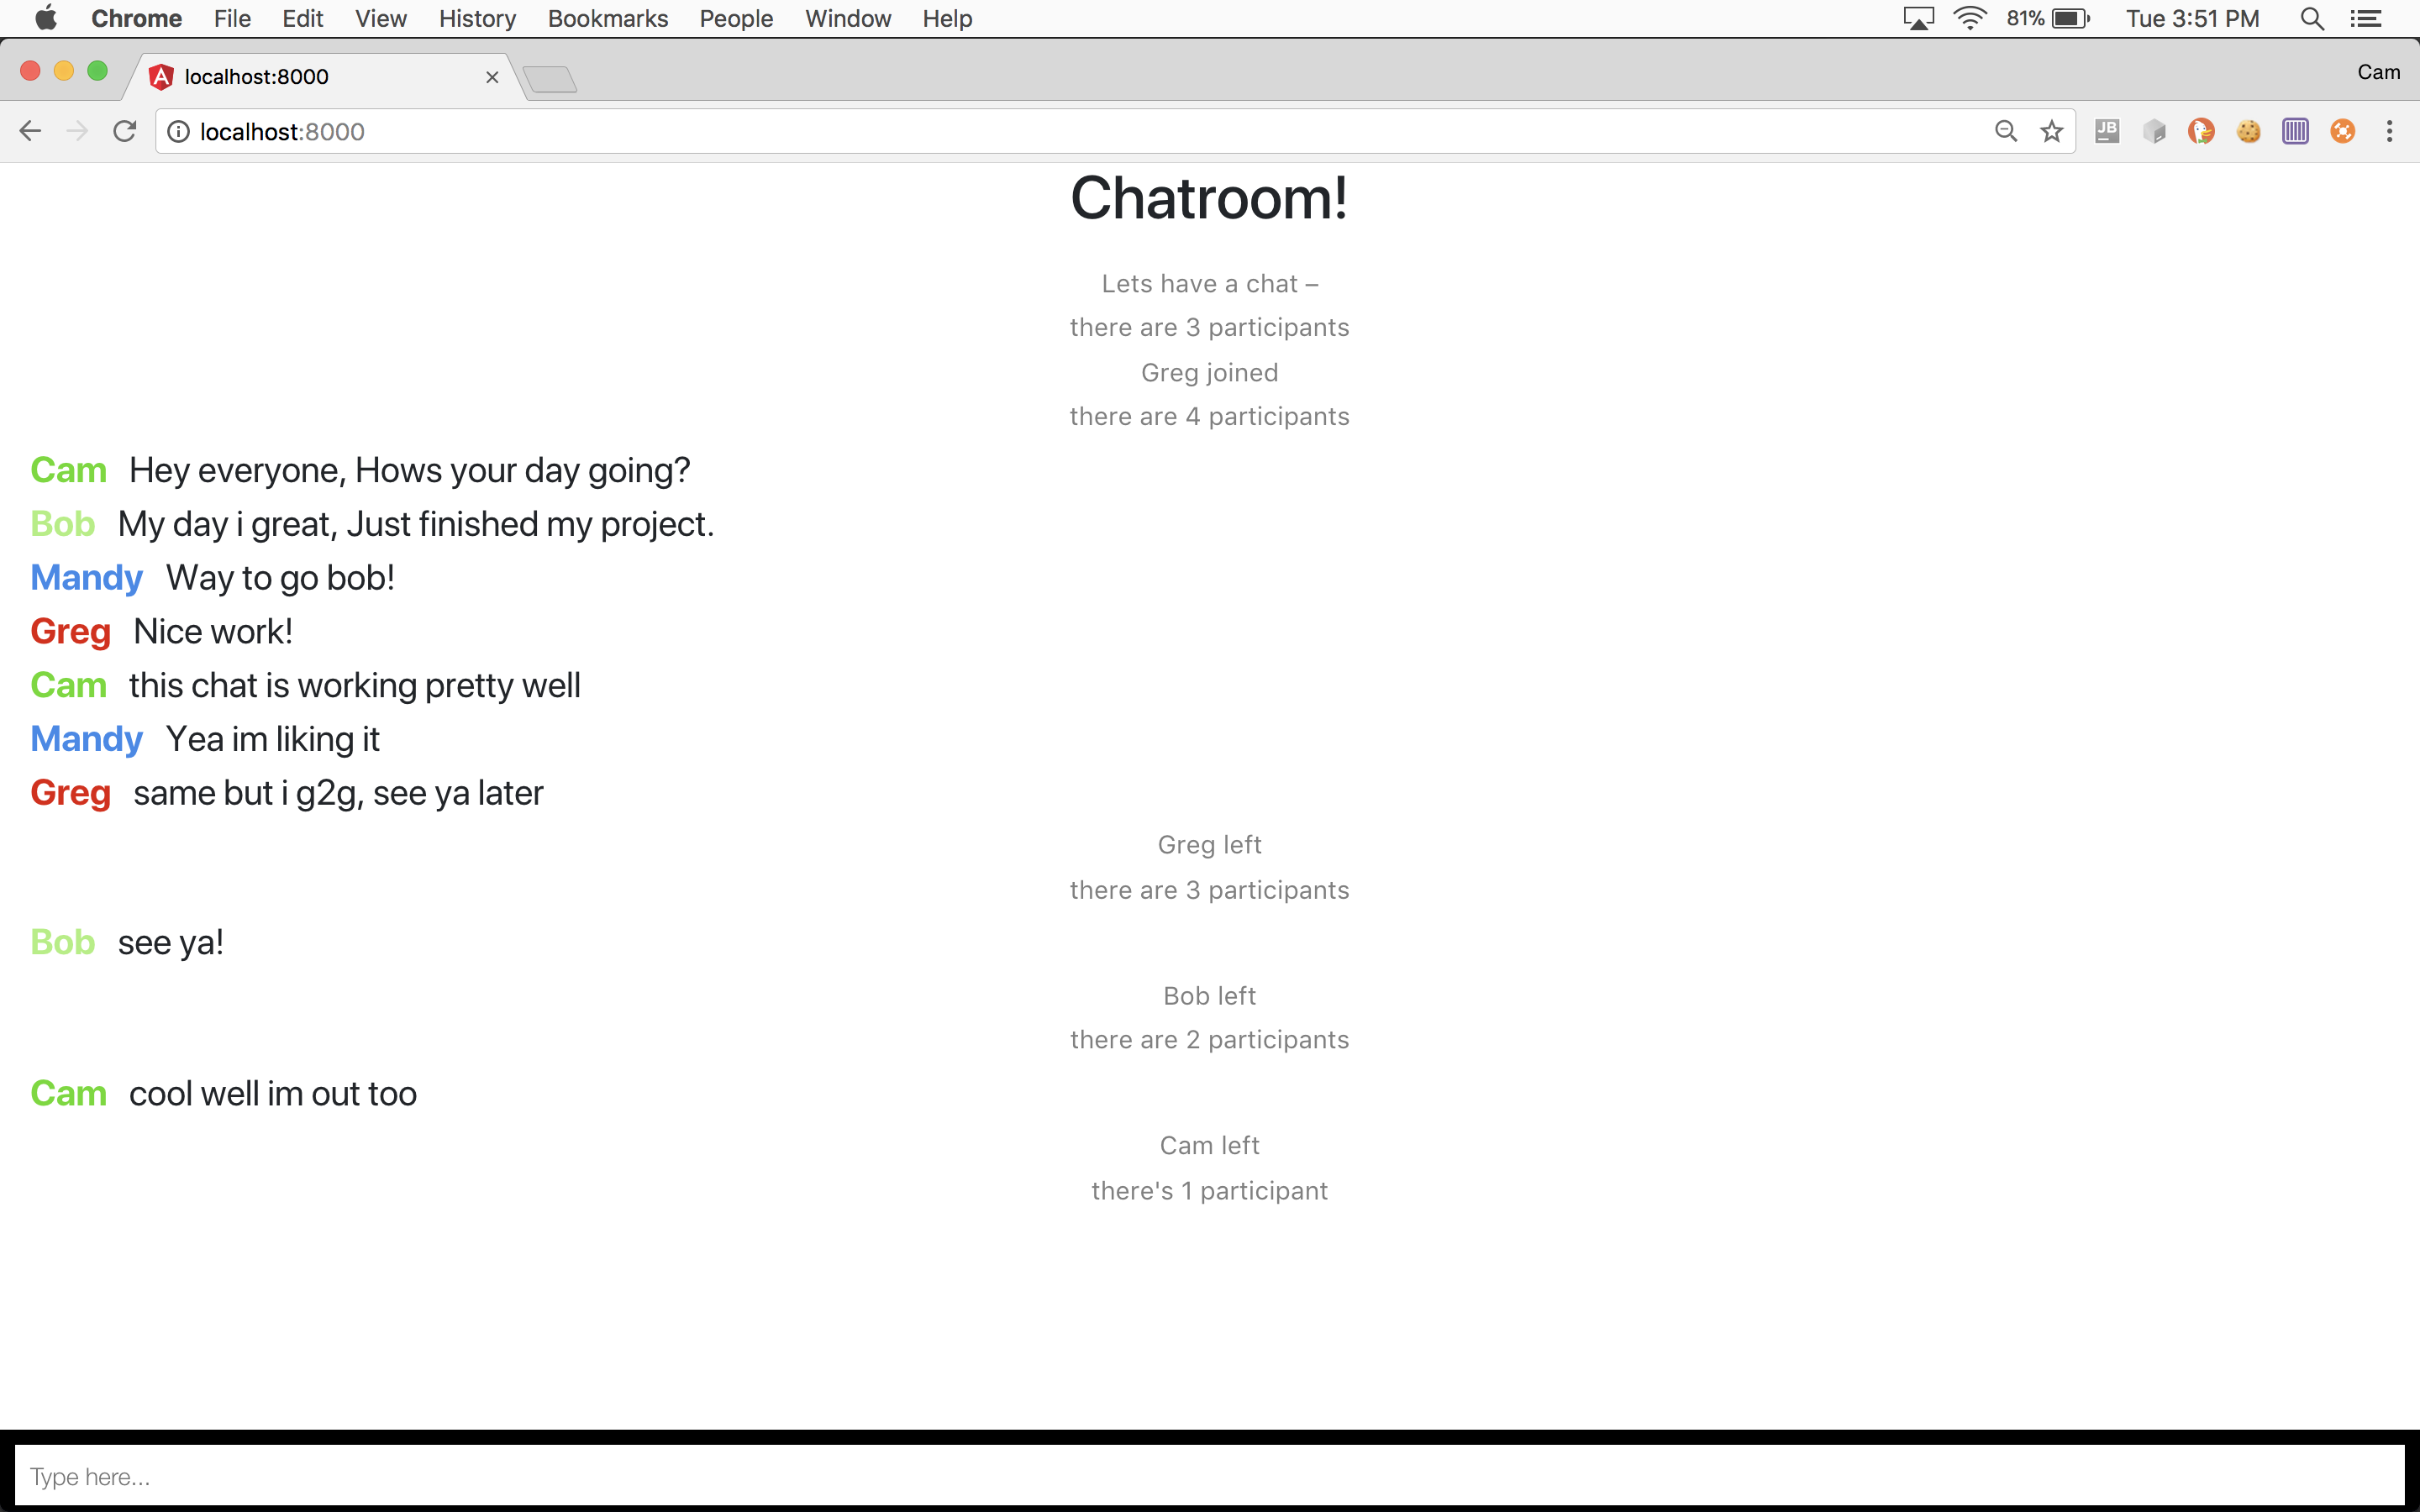 Chrome File Edit View History Bookmarks People Window Help 81% Tue 3:51 PM
localhost:8000 Cam
localhost:8000 JB
Chatroom!
Lets have a chat –
there are 3 participants
Greg joined
there are 4 participants
Cam Hey everyone, Hows your day going?
Bob My day i great, Just finished my project.
Mandy Way to go bob!
Greg Nice work!
Cam this chat is working pretty well
Mandy Yea im liking it
Greg same but i g2g, see ya later
Greg left
there are 3 participants
Bob see ya!
Bob left
there are 2 participants
Cam cool well im out too
Cam left
there's 1 participant
Type here...